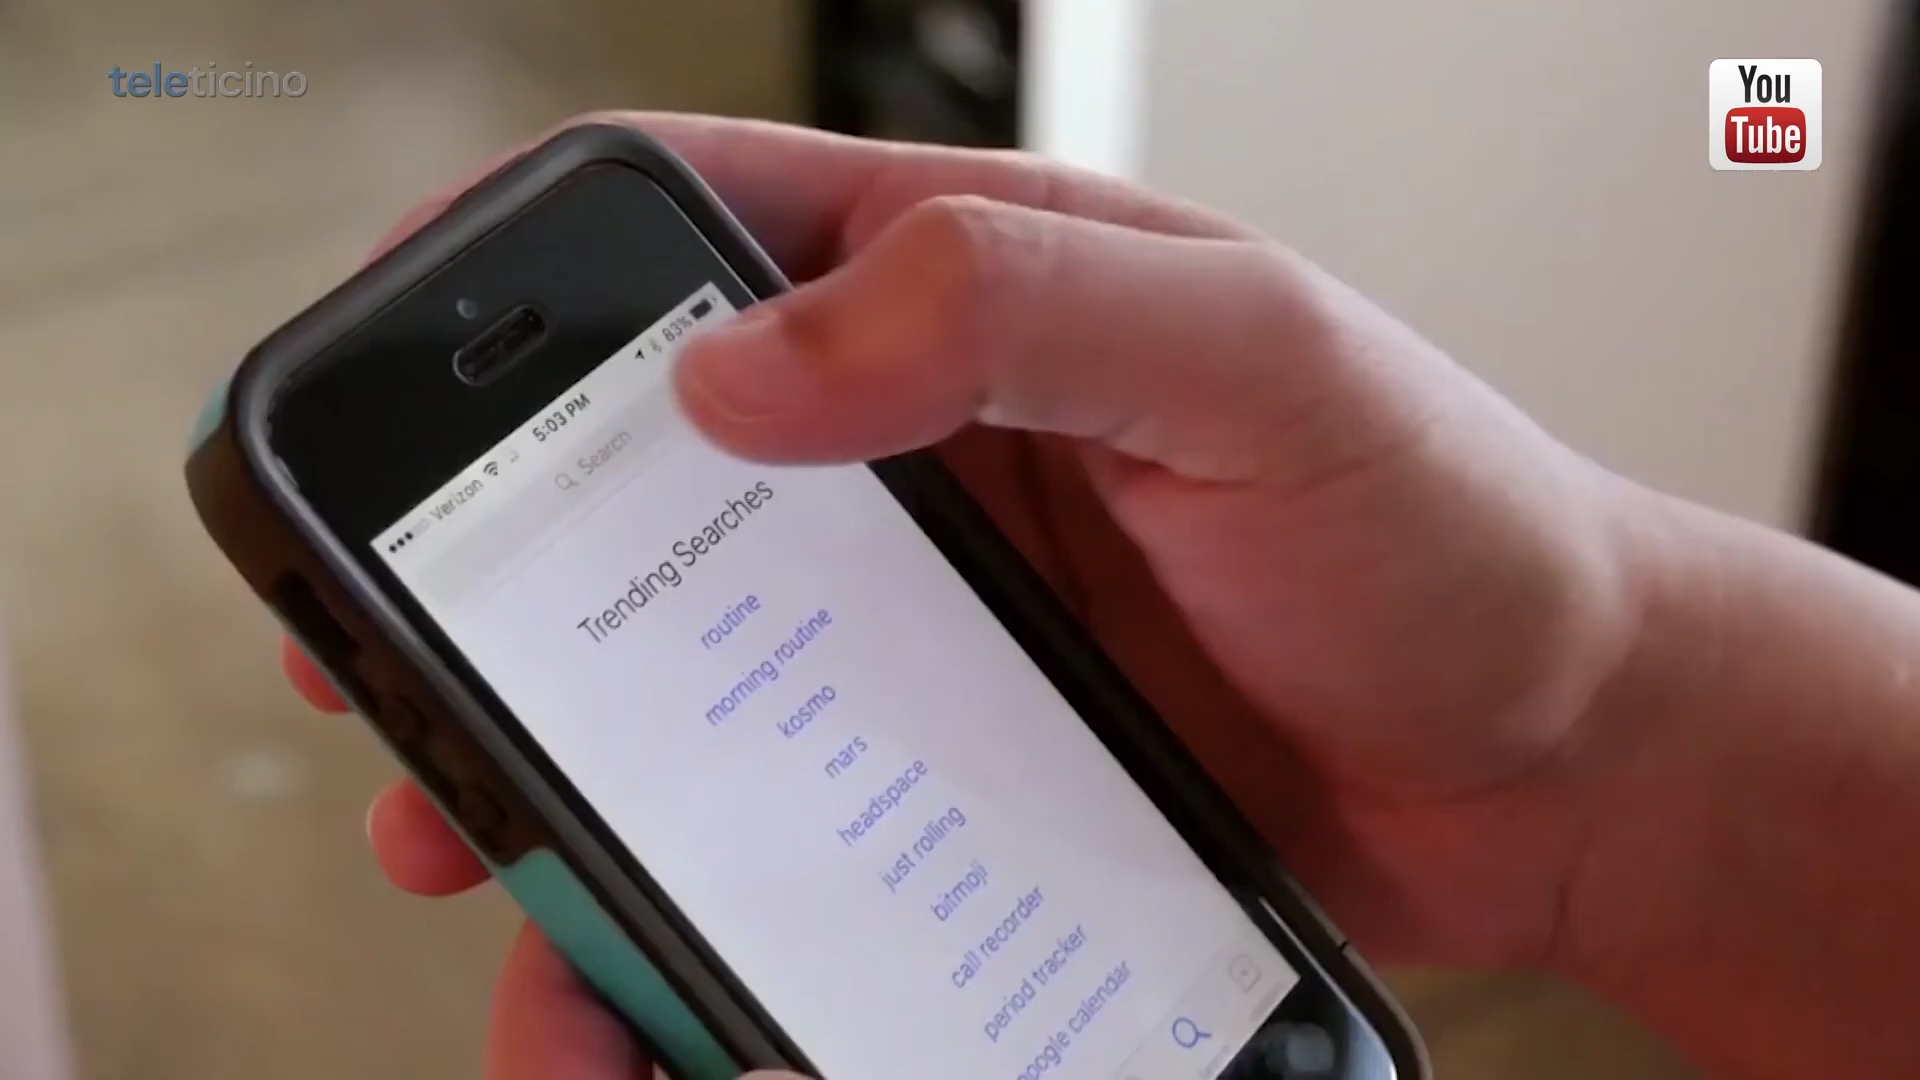 teleticino
You
Tube
Verizon
5:03 PM
83%
Search
Trending Searches
routine
morning routine
kosmo
mars
headspace
just rolling
bitmoji
call recorder
period tracker
google calendar